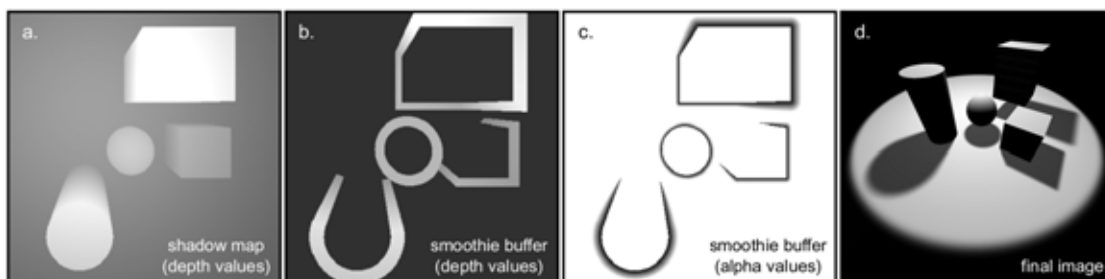 a.
shadow map
(depth values)
b.
smoothie buffer
(depth values)
c.
smoothie buffer
(alpha values)
d.
final image